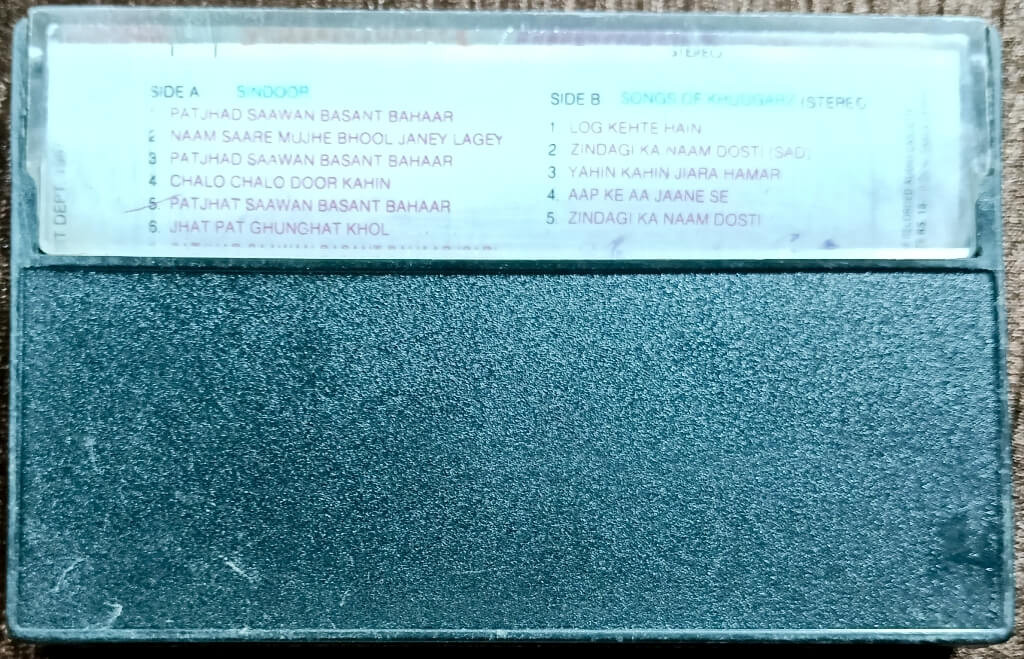 STEREO
SIDE A SINDOOR
1 PATJHAD SAAWAN BASANT BAHAAR
2 NAAM SAARE MUJHE BHOOL JANEY LAGEY
3 PATJHAD SAAWAN BASANT BAHAAR
4 CHALO CHALO DOOR KAHIN
5 PATJHAT SAAWAN BASANT BAHAAR
6. JHAT PAT GHUNGHAT KHOL
SIDE B SONGS OF KHUDGARZ (STEREO
1. LOG KEHTE HAIN
2. ZINDAGI KA NAAM DOSTI (SAD)
3. YAHIN KAHIN JIARA HAMAR
4. AAP KE AA JAANE SE
5. ZINDAGI KA NAAM DOSTI
T DEPT